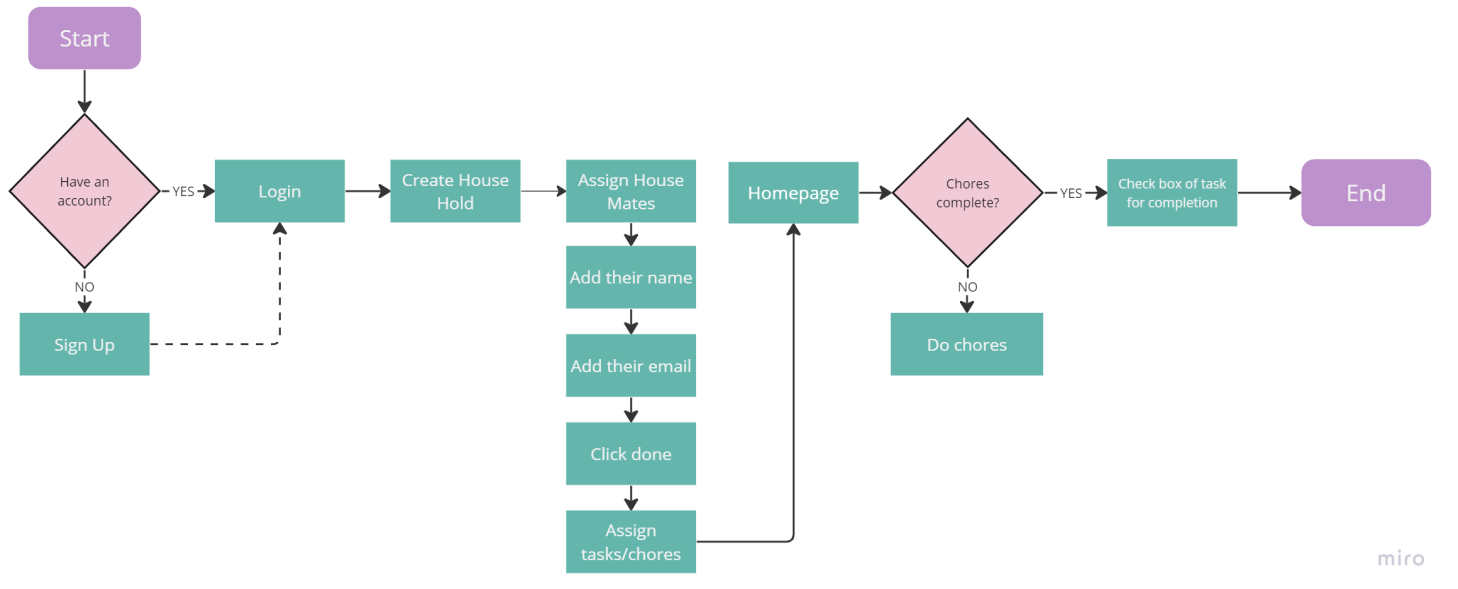 Start
Have an
account?
YES
NO
Sign Up
Login
Create House
Hold
Assign House
Mates
Add their name
Add their email
Click done
Assign
tasks/chores
Homepage
Chores
complete?
YES
NO
Do chores
Check box of task
for completion
End
miro